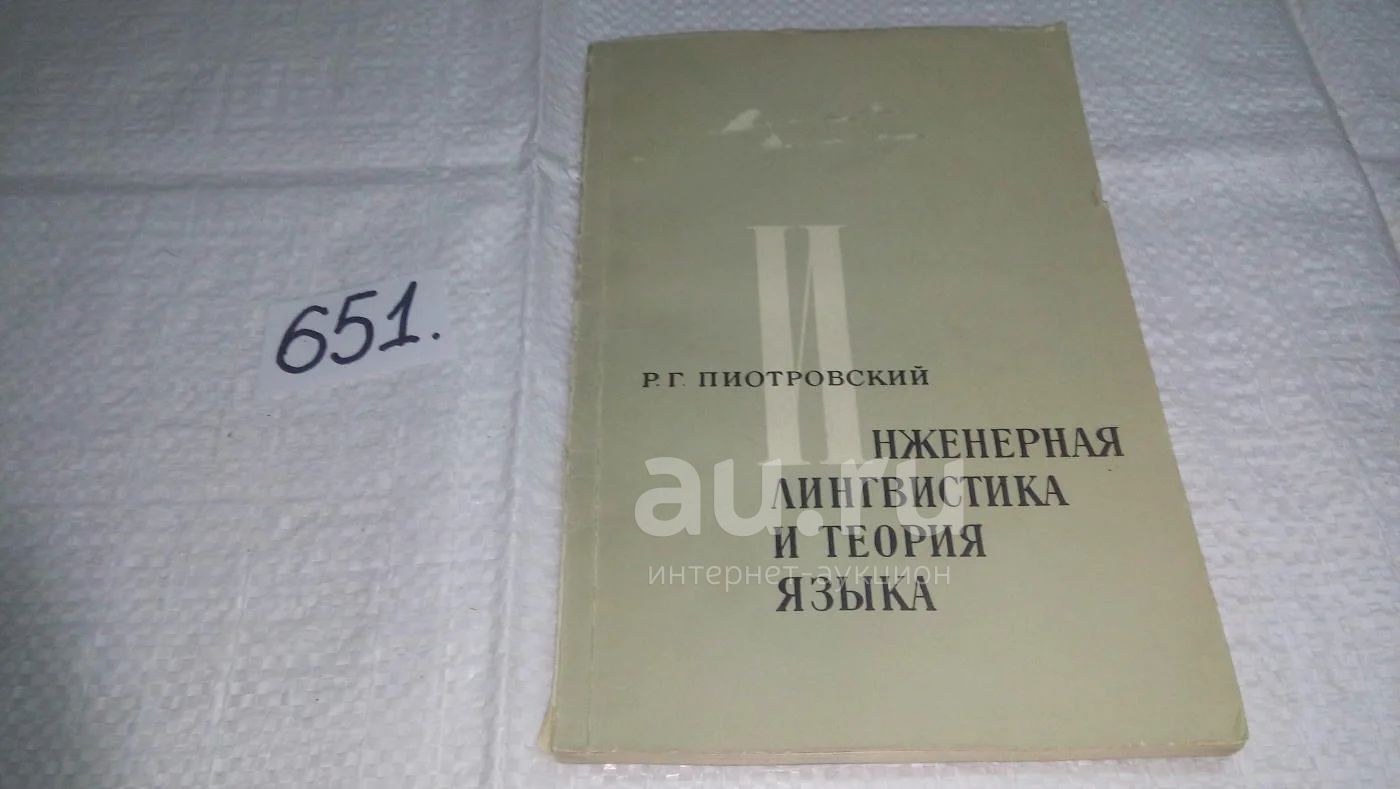 651.
Р. Г. ПИОТРОВСКИЙ
ИНЖЕНЕРНАЯ
ЛИНГВИСТИКА
И ТЕОРИЯ
ЯЗЫКА
au.ru
интернет-аукцион